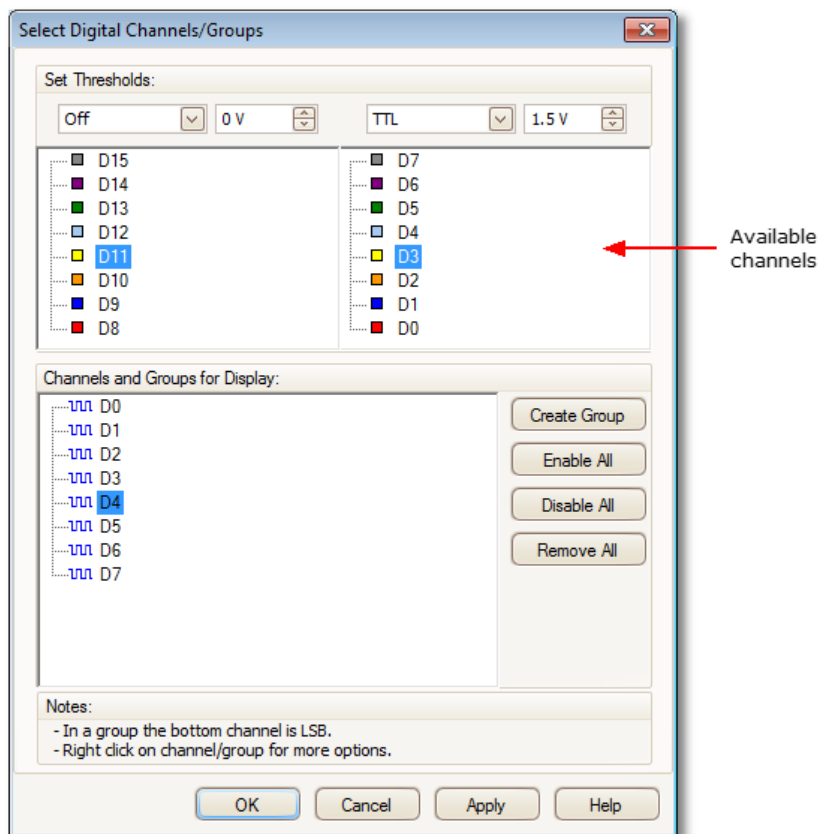 Select Digital Channels/Groups
Set Thresholds:
Off 0 V TTL 1.5 V
D15
D14
D13
D12
D11
D10
D9
D8
D7
D6
D5
D4
D3
D2
D1
D0
Available
channels
Channels and Groups for Display:
D0
D1
D2
D3
D4
D5
D6
D7
Create Group
Enable All
Disable All
Remove All
Notes:
- In a group the bottom channel is LSB.
- Right click on channel/group for more options.
OK Cancel Apply Help